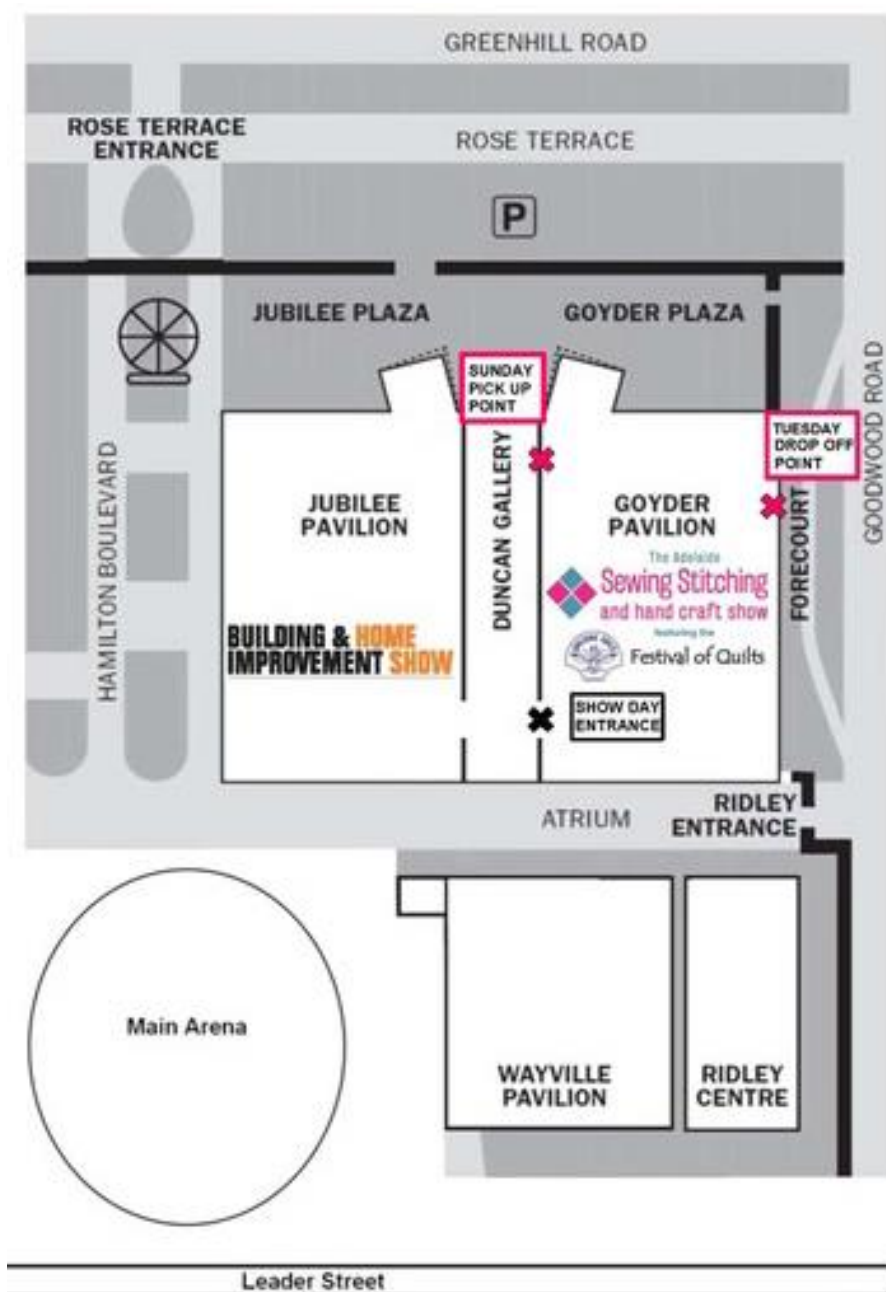 GREENHILL ROAD
ROSE TERRACE
ENTRANCE
ROSE TERRACE
P
JUBILEE PLAZA
GOYDER PLAZA
SUNDAY
PICK UP
POINT
TUESDAY
DROP OFF
POINT
GOODWOOD ROAD
HAMILTON BOULEVARD
JUBILEE
PAVILION
DUNCAN GALLERY
GOYDER
PAVILION
FORECOURT
The Adelaide
Sewing Stitching
and hand craft show
featuring the
Festival of Quilts
BUILDING & HOME
IMPROVEMENT SHOW
SHOW DAY
ENTRANCE
ATRIUM
RIDLEY
ENTRANCE
Main Arena
WAYVILLE
PAVILION
RIDLEY
CENTRE
Leader Street